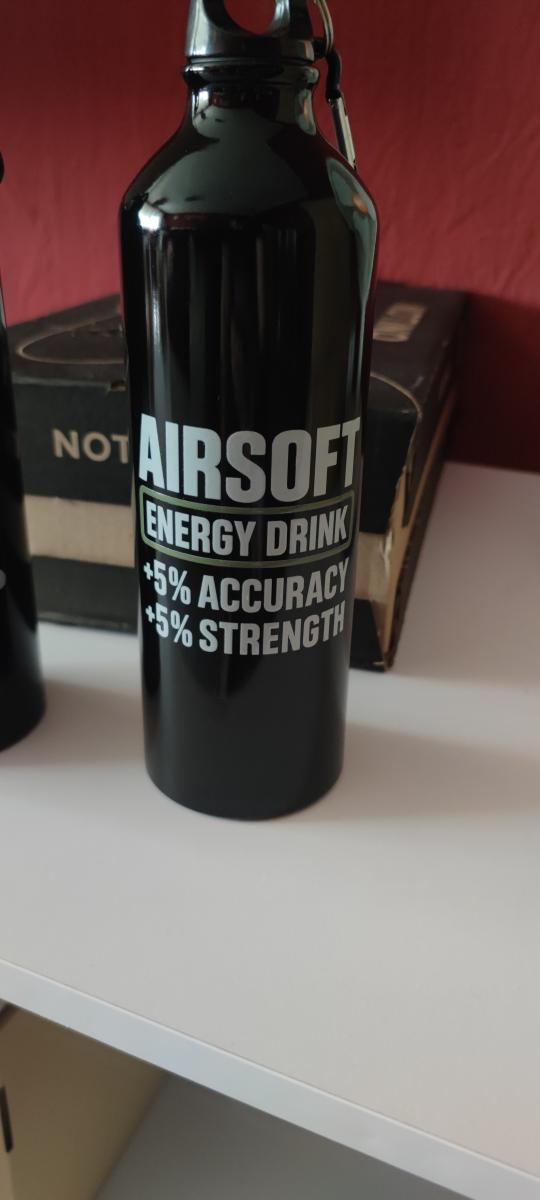 NOT
AIRSOFT
ENERGY DRINK
+5% ACCURACY
+5% STRENGTH